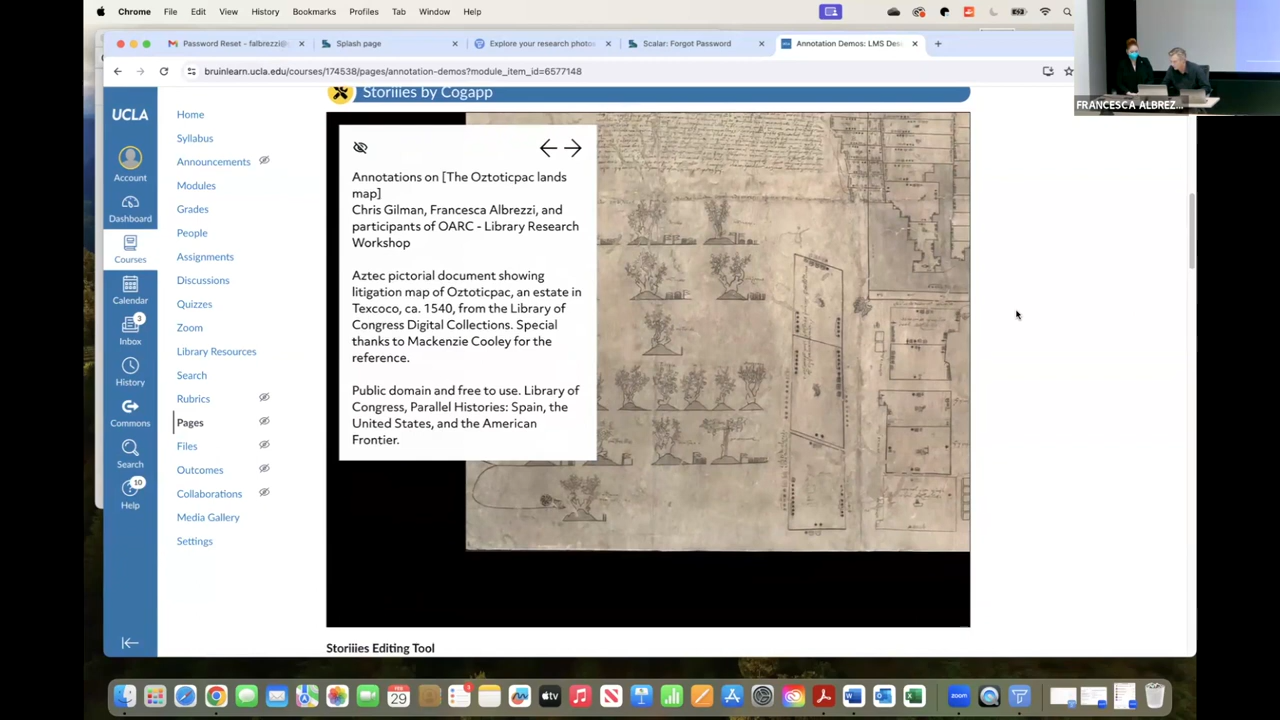 Chrome File Edit View History Bookmarks Profiles Tab Window Help
Password Reset - falbrezzi@
Splash page
Explore your research photos
Scalar: Forgot Password
Annotation Demos: LMS Des
bruinlearn.ucla.edu/courses/174538/pages/annotation-demos?module_item_id=6577148
FRANCESCA ALBREZ...
UCLA
Account
Dashboard
Courses
Calendar
3
Inbox
History
Commons
Search
10
Help
Home
Syllabus
Announcements
Modules
Grades
People
Assignments
Discussions
Quizzes
Zoom
Library Resources
Search
Rubrics
Pages
Files
Outcomes
Collaborations
Media Gallery
Settings
Storiiies by Cogapp
Annotations on [The Oztoticpac lands
map]
Chris Gilman, Francesca Albrezzi, and
participants of OARC - Library Research
Workshop
Aztec pictorial document showing
litigation map of Oztoticpac, an estate in
Texcoco, ca. 1540, from the Library of
Congress Digital Collections. Special
thanks to Mackenzie Cooley for the
reference.
Public domain and free to use. Library of
Congress, Parallel Histories: Spain, the
United States, and the American
Frontier.
Storiiies Editing Tool
FEB
29
tv
zoom